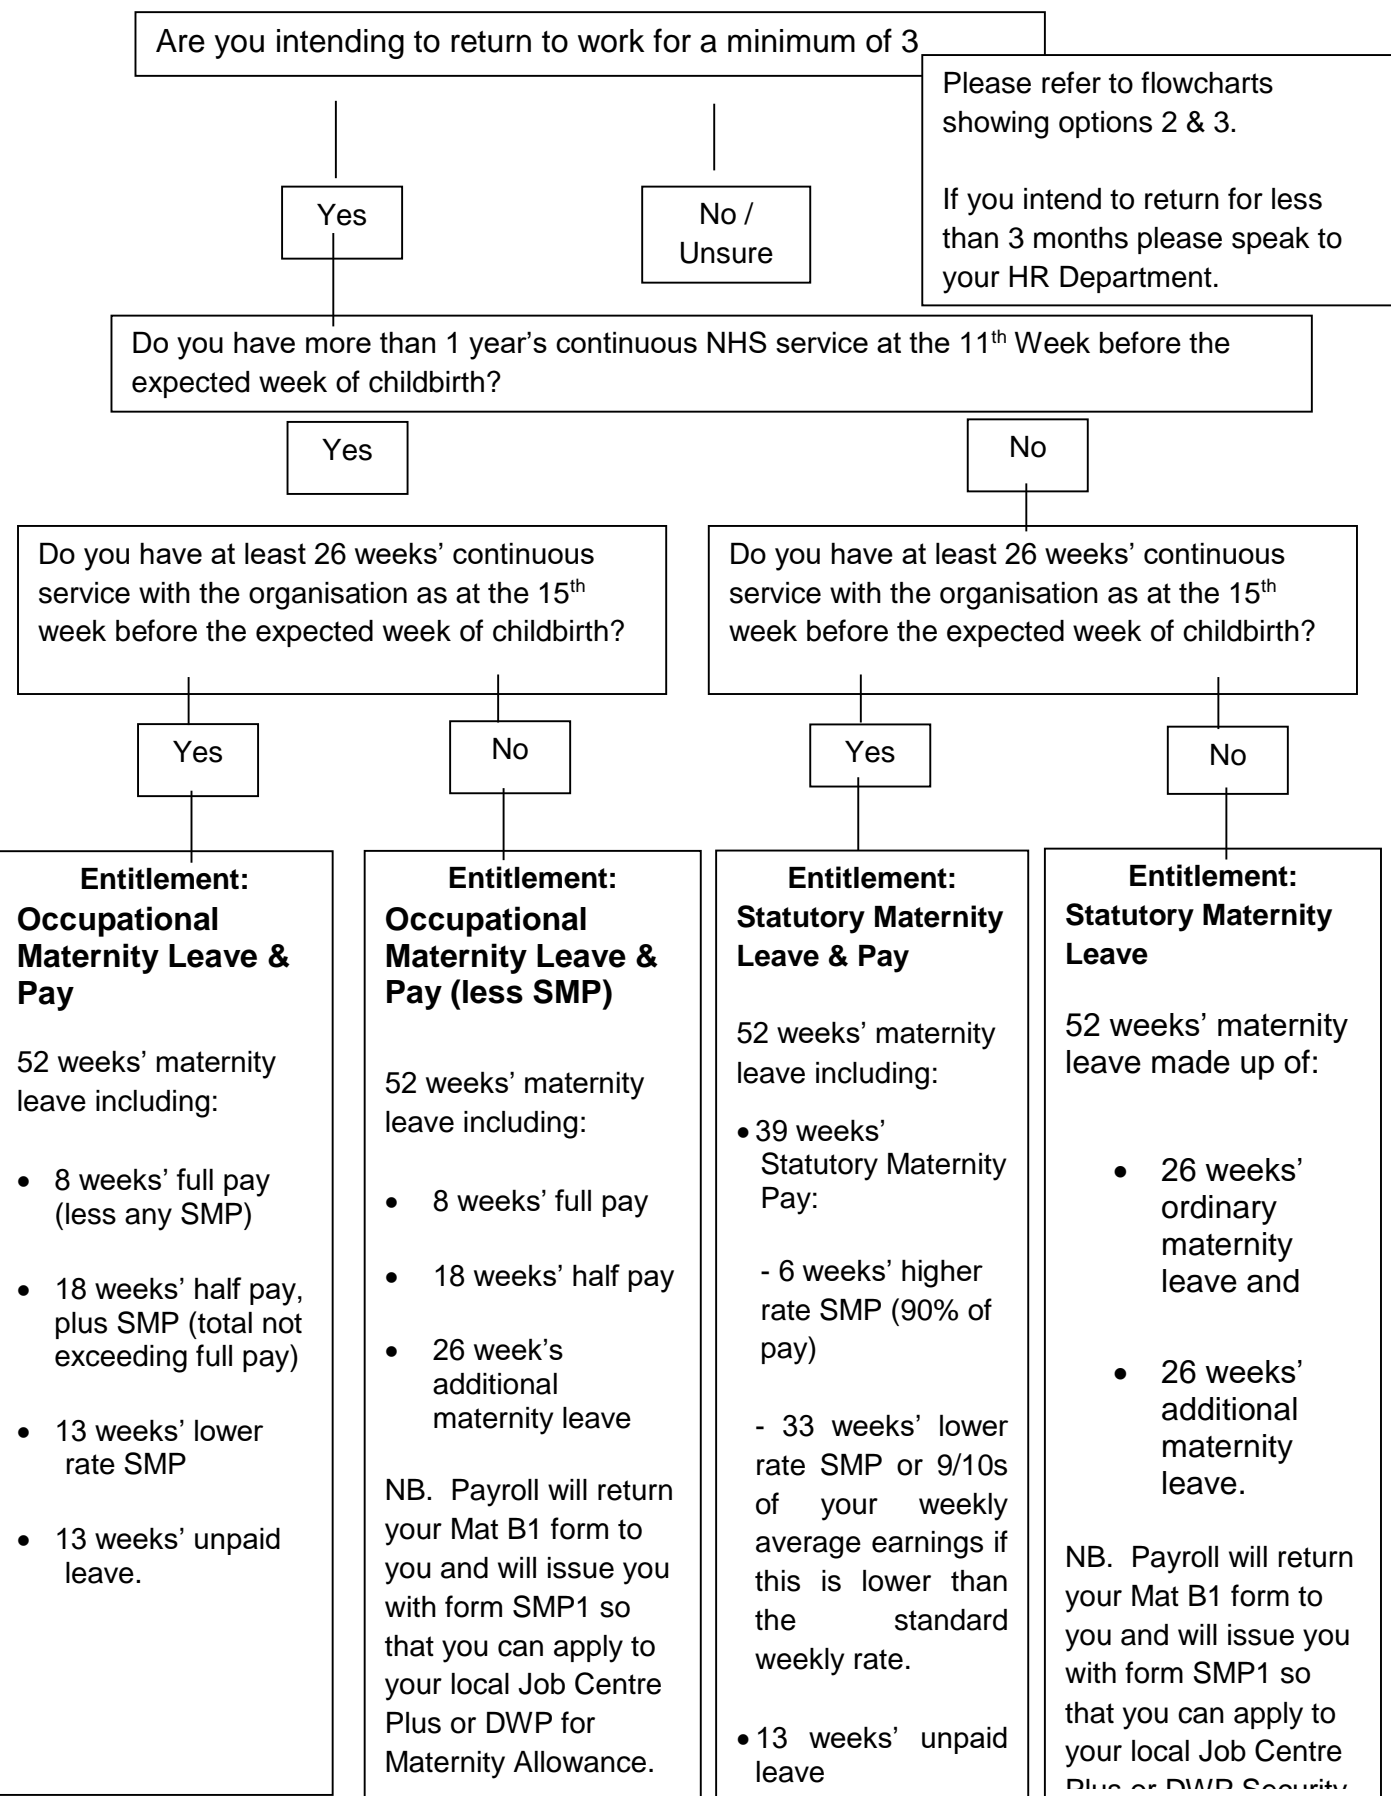 Are you intending to return to work for a minimum of 3
Please refer to flowcharts
showing options 2 & 3.
If you intend to return for less
than 3 months please speak to
your HR Department.
Yes
No /
Unsure
Do you have more than 1 year’s continuous NHS service at the 11th Week before the
expected week of childbirth?
Yes
No
Do you have at least 26 weeks’ continuous
service with the organisation as at the 15th
week before the expected week of childbirth?
Do you have at least 26 weeks’ continuous
service with the organisation as at the 15th
week before the expected week of childbirth?
Yes
No
Yes
No
Entitlement:
Occupational
Maternity Leave &
Pay
52 weeks’ maternity
leave including:
• 8 weeks’ full pay
(less any SMP)
• 18 weeks’ half pay,
plus SMP (total not
exceeding full pay)
• 13 weeks’ lower
rate SMP
• 13 weeks’ unpaid
leave.
Entitlement:
Occupational
Maternity Leave &
Pay (less SMP)
52 weeks’ maternity
leave including:
• 8 weeks’ full pay
• 18 weeks’ half pay
• 26 week’s
additional
maternity leave
NB. Payroll will return
your Mat B1 form to
you and will issue you
with form SMP1 so
that you can apply to
your local Job Centre
Plus or DWP for
Maternity Allowance.
Entitlement:
Statutory Maternity
Leave & Pay
52 weeks’ maternity
leave including:
• 39 weeks’
Statutory Maternity
Pay:
- 6 weeks’ higher
rate SMP (90% of
pay)
- 33 weeks’ lower
rate SMP or 9/10s
of your weekly
average earnings if
this is lower than
the standard
weekly rate.
• 13 weeks’ unpaid
leave
Entitlement:
Statutory Maternity
Leave
52 weeks’ maternity
leave made up of:
• 26 weeks’
ordinary
maternity
leave and
• 26 weeks’
additional
maternity
leave.
NB. Payroll will return
your Mat B1 form to
you and will issue you
with form SMP1 so
that you can apply to
your local Job Centre
Plus or DWP Security